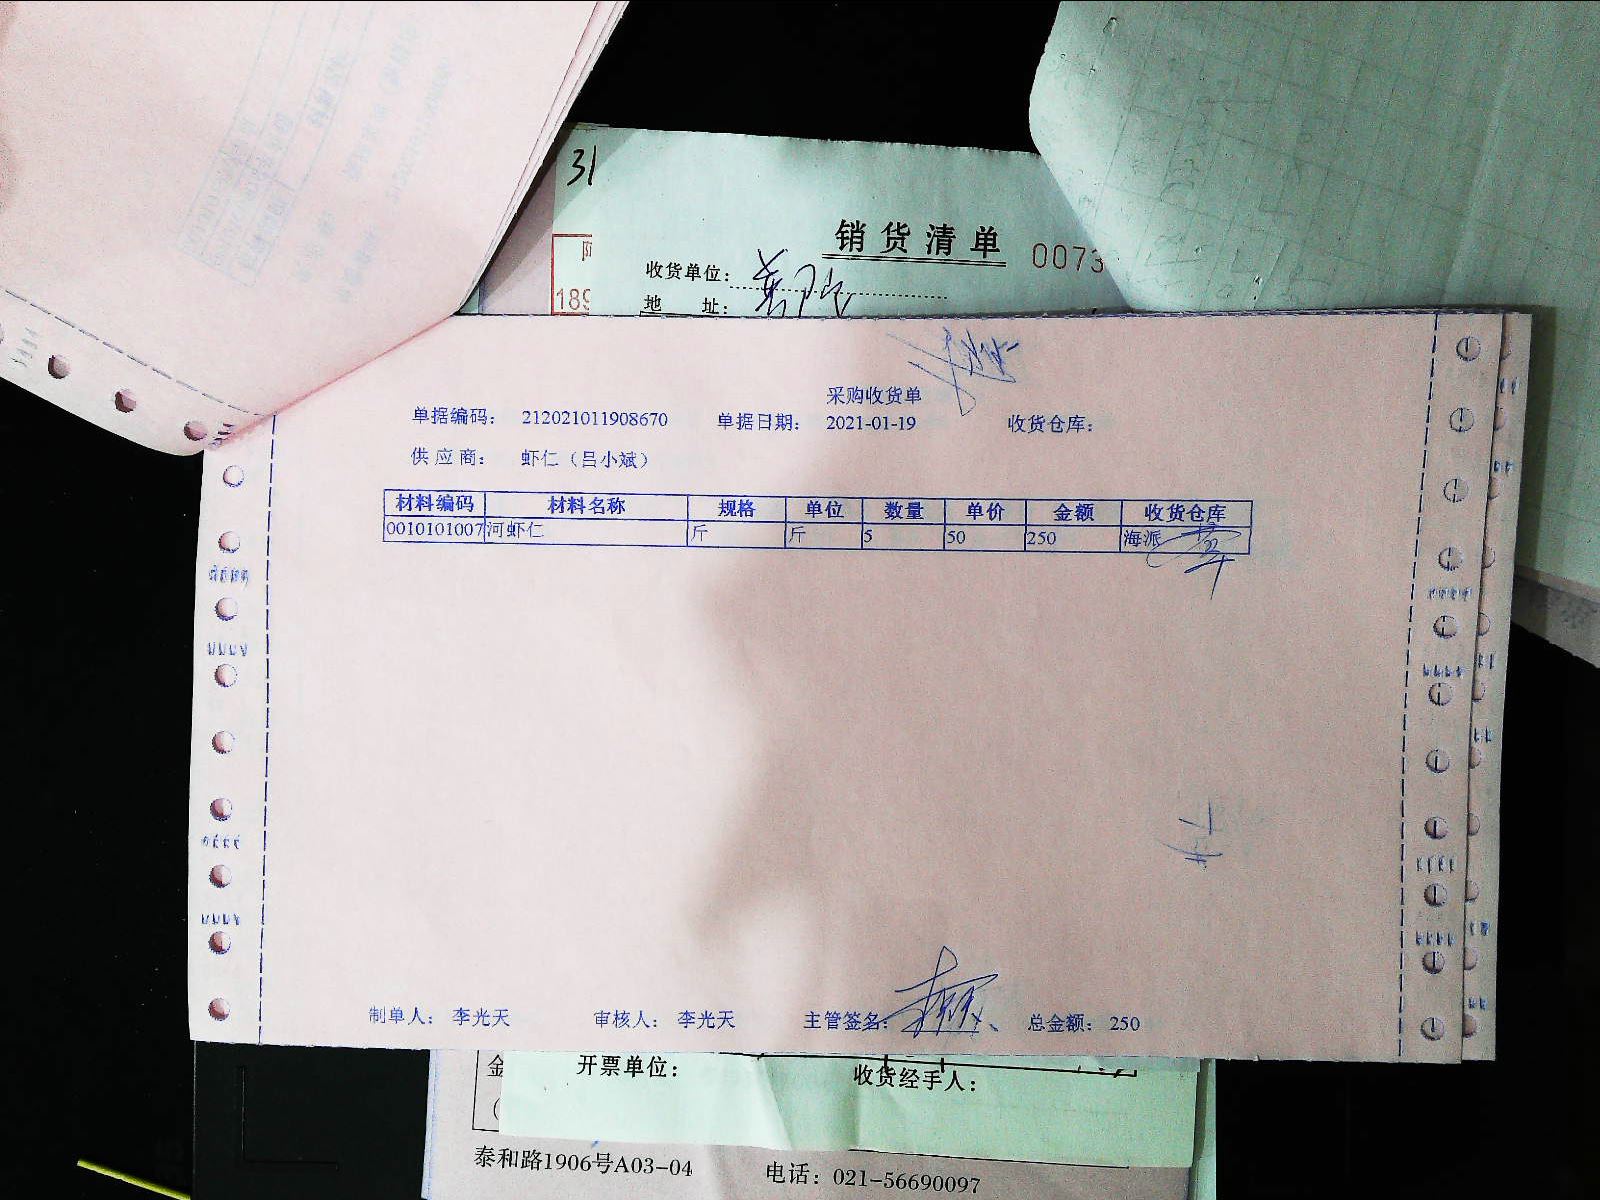 31
销货清单 0073
收货单位:
189
地 址:
采购收货单
单据编码: 212021011908670 单据日期: 2021-01-19 收货仓库:
供应商: 虾仁（吕小斌）
材料编码 材料名称 规格 单位 数量 单价 金额 收货仓库
0010101007 河虾仁 斤 斤 5 50 250 海派
制单人: 李光天 审核人: 李光天 主管签名: 总金额: 250
金 开票单位: 收货经手人:
泰和路1906号A03-04 电话: 021-56690097